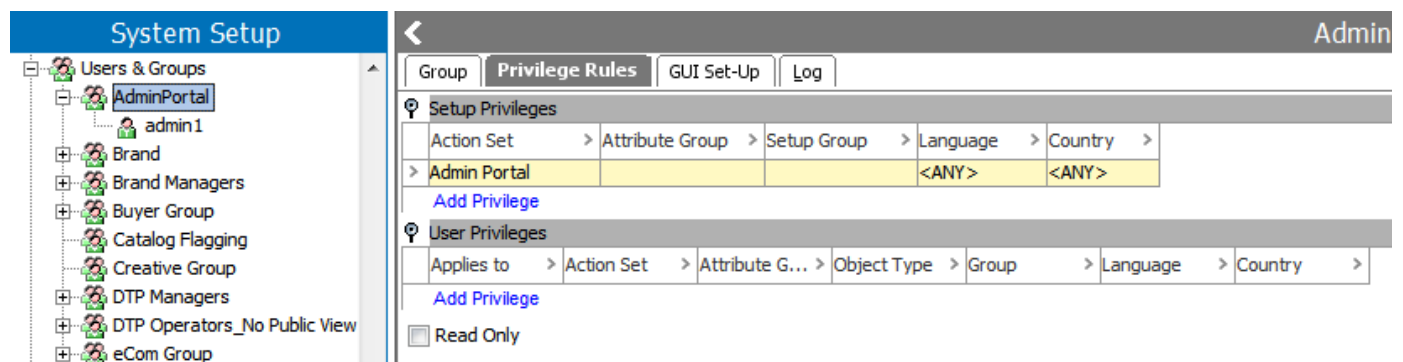 System Setup
Admin
Users & Groups
AdminPortal
admin1
Brand
Brand Managers
Buyer Group
Catalog Flagging
Creative Group
DTP Managers
DTP Operators_No Public View
eCom Group
Group
Privilege Rules
GUI Set-Up
Log
Setup Privileges
Action Set > Attribute Group > Setup Group > Language > Country >
> Admin Portal <ANY> <ANY>
Add Privilege
User Privileges
Applies to > Action Set > Attribute G... > Object Type > Group > Language > Country >
Add Privilege
Read Only